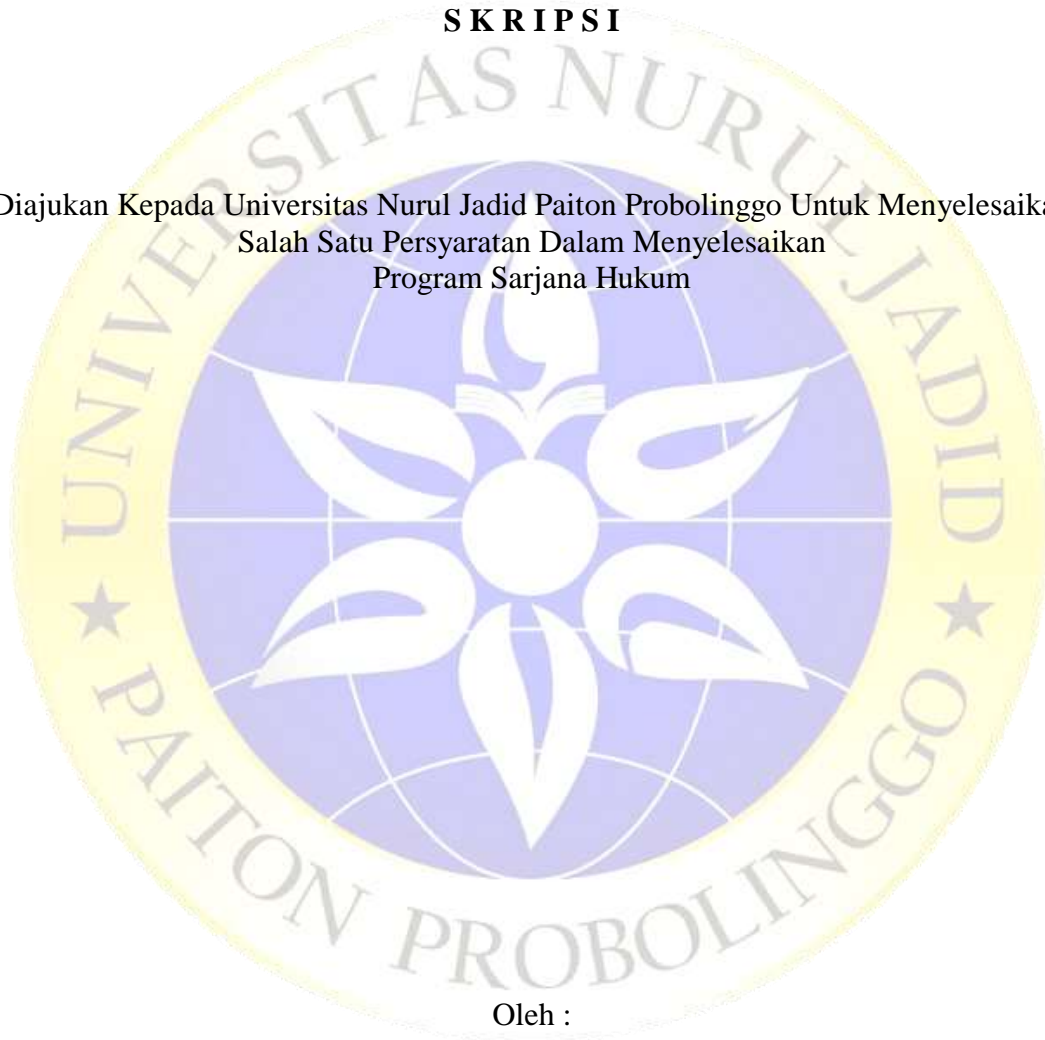 S K R I P S I
UNIVERSITAS NURUL JADID
Diajukan Kepada Universitas Nurul Jadid Paiton Probolinggo Untuk Menyelesaika
Salah Satu Persyaratan Dalam Menyelesaikan
Program Sarjana Hukum
PAITON PROBOLINGGO
Oleh :